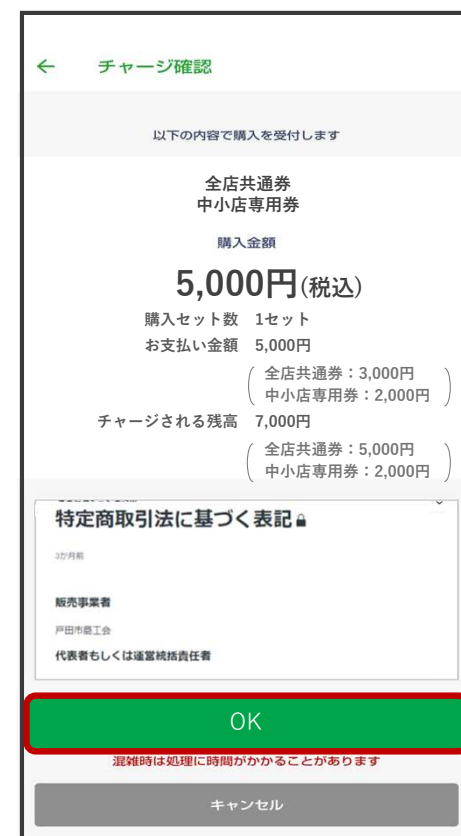 ← チャージ確認
以下の内容で購入を受付します
全店共通券
中小店専用券
購入金額
5,000円(税込)
購入セット数 1セット
お支払い金額 5,000円
( 全店共通券：3,000円
中小店専用券：2,000円 )
チャージされる残高 7,000円
( 全店共通券：5,000円
中小店専用券：2,000円 )
特定商取引法に基づく表記
3か月前
販売事業者
戸田市商工会
代表者もしくは運営統括責任者
OK
混雑時は処理に時間がかかることがあります
キャンセル